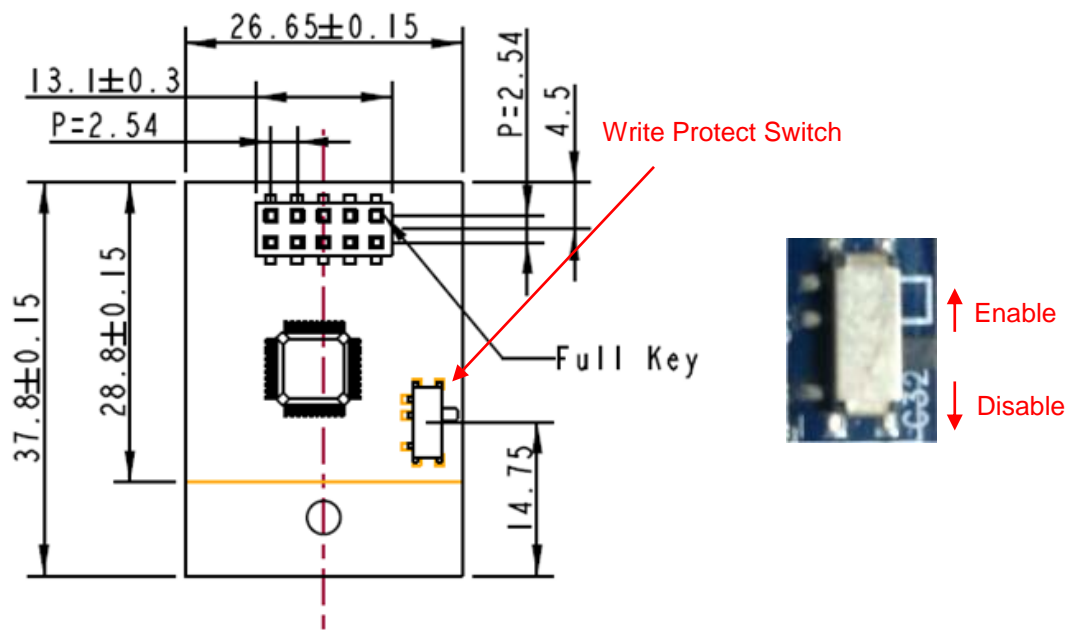 26.65±0.15
13.1±0.3
P=2.54
P=2.54
4.5
Write Protect Switch
37.8±0.15
28.8±0.15
Full Key
14.75
Enable
Disable
C32